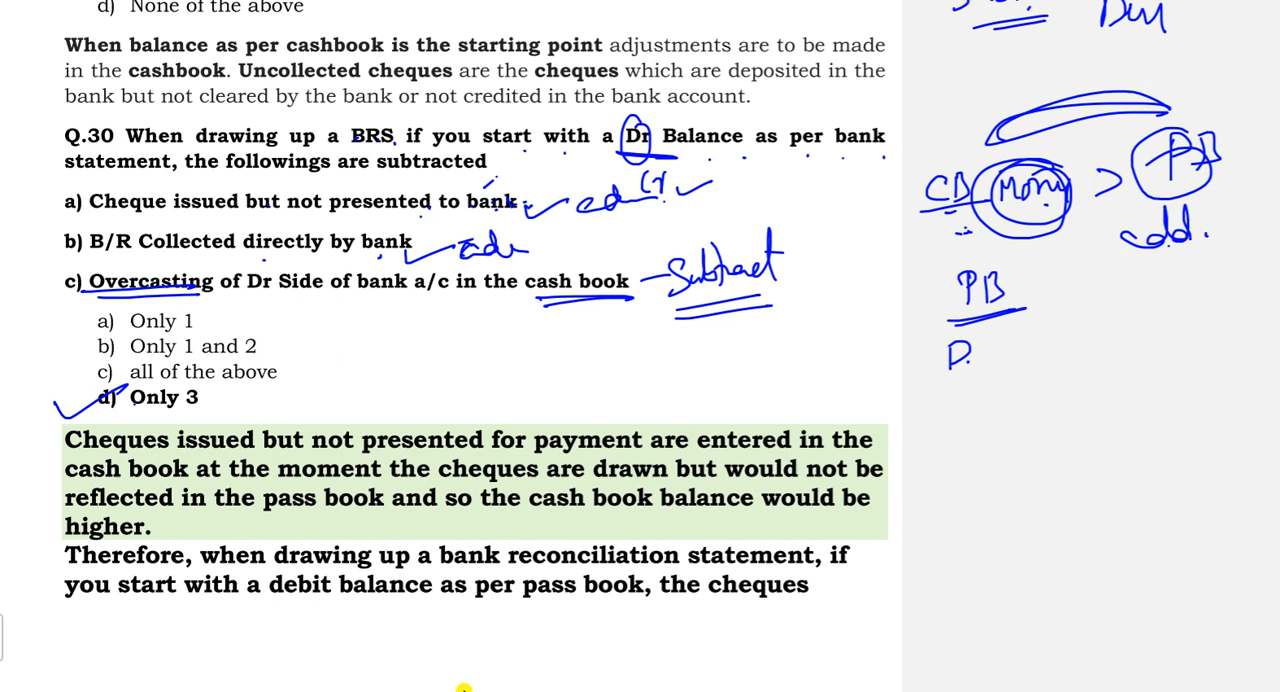 d) None of the above
When balance as per cashbook is the starting point adjustments are to be made
in the cashbook. Uncollected cheques are the cheques which are deposited in the
bank but not cleared by the bank or not credited in the bank account.
Q.30 When drawing up a BRS, if you start with a Dr Balance as per bank
statement, the followings are subtracted
a) Cheque issued but not presented to bank
b) B/R Collected directly by bank
c) Overcasting of Dr Side of bank a/c in the cash book – Subtract
a) Only 1
b) Only 1 and 2
c) all of the above
d) Only 3
Cheques issued but not presented for payment are entered in the
cash book at the moment the cheques are drawn but would not be
reflected in the pass book and so the cash book balance would be
higher.
Therefore, when drawing up a bank reconciliation statement, if
you start with a debit balance as per pass book, the cheques
CB Mony > PB
add.
PB
D.